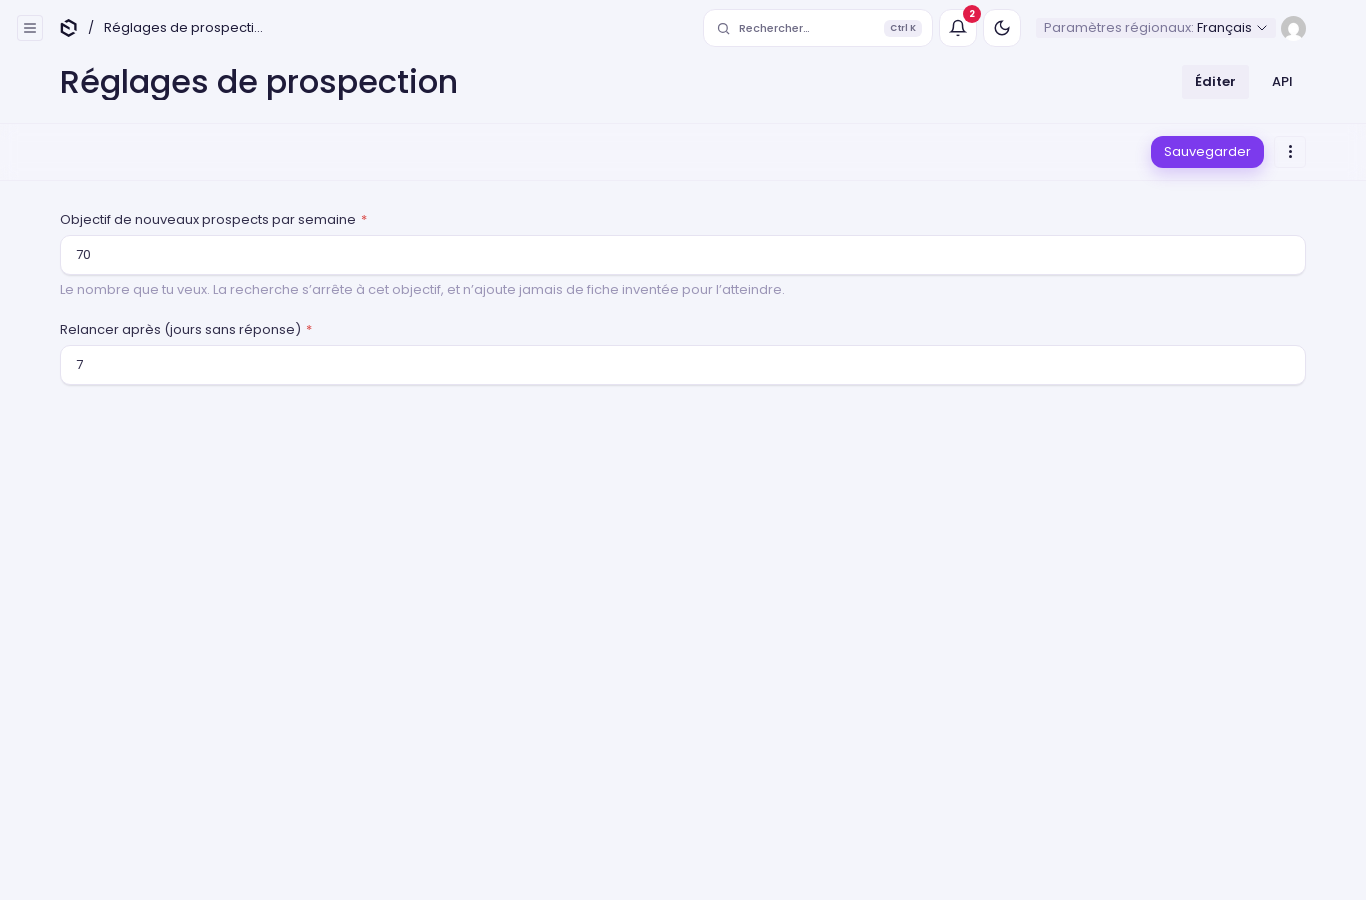 / Réglages de prospecti...
Rechercher...
Ctrl K
2
Paramètres régionaux: Français
Réglages de prospection
Éditer
API
Sauvegarder
Objectif de nouveaux prospects par semaine *
70
Le nombre que tu veux. La recherche s’arrête à cet objectif, et n’ajoute jamais de fiche inventée pour l’atteindre.
Relancer après (jours sans réponse) *
7